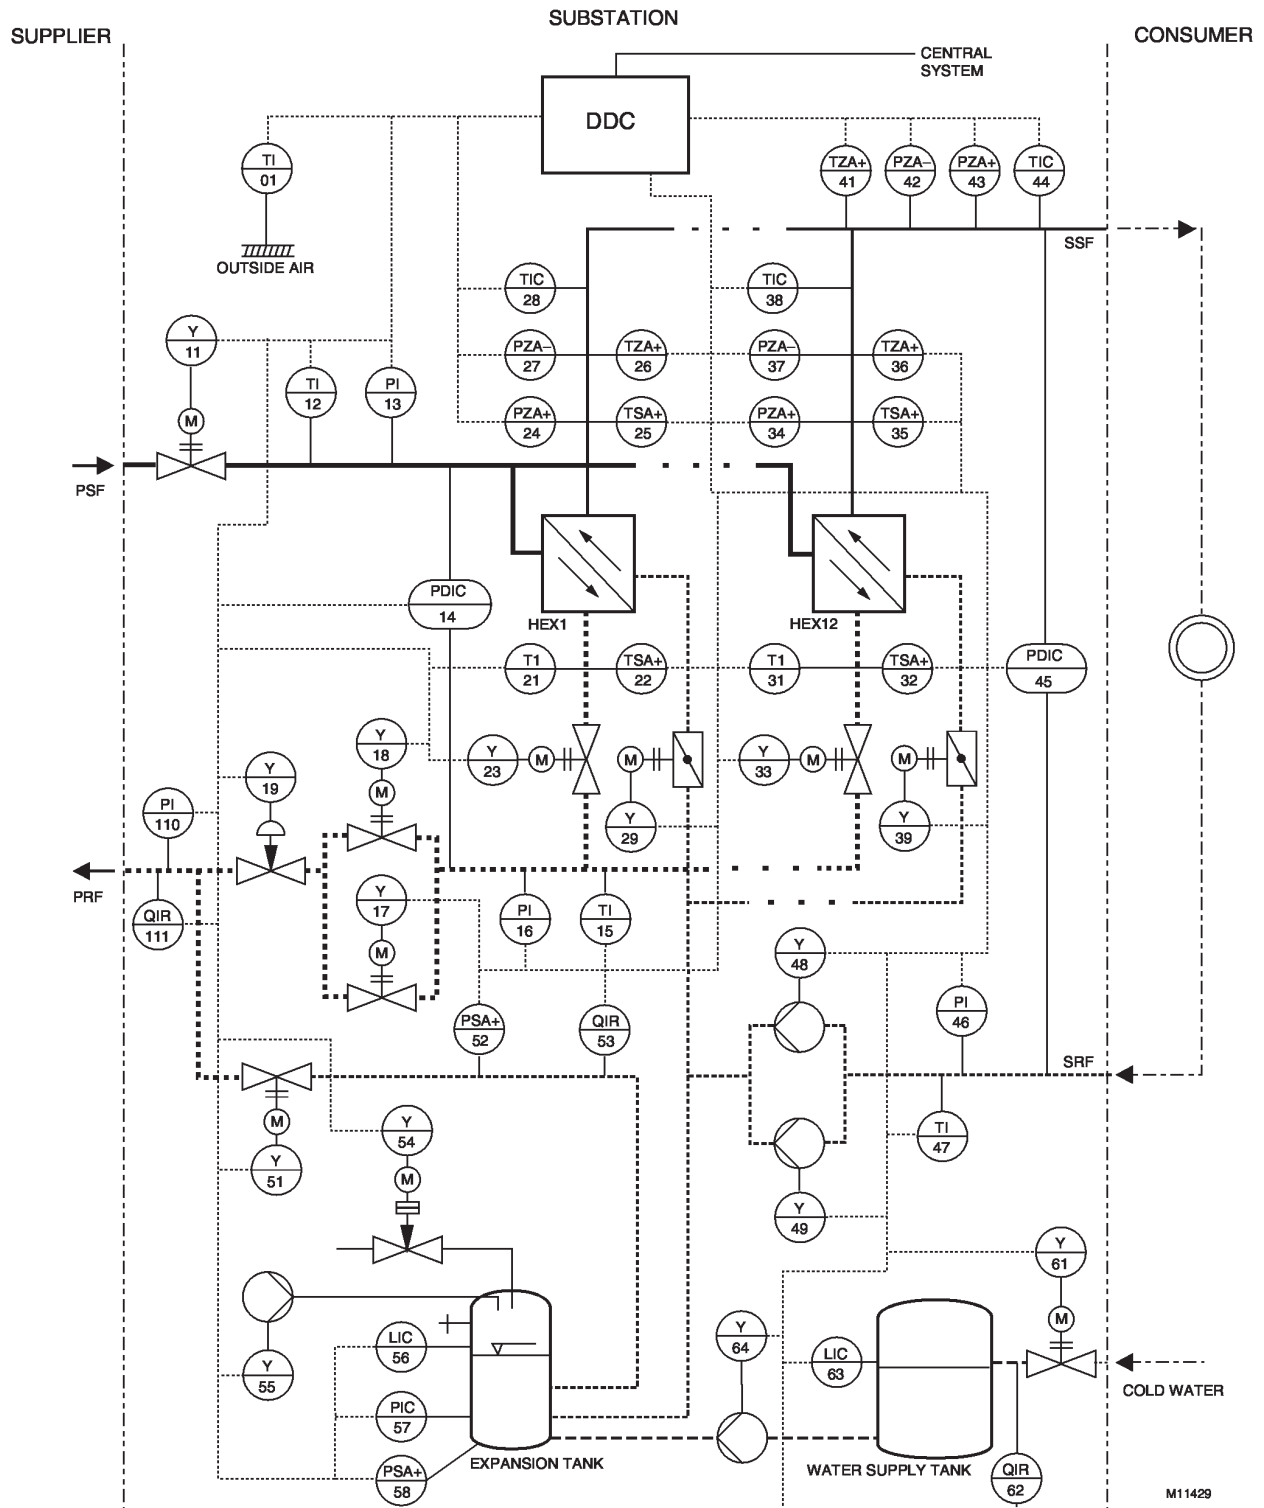 SUBSTATION
SUPPLIER
CONSUMER
CENTRAL
SYSTEM
DDC
TI
01
OUTSIDE AIR
TZA+
41
PZA–
42
PZA+
43
TIC
44
SSF
TIC
28
TIC
38
Y
11
PZA–
27
TZA+
26
PZA–
37
TZA+
36
TI
12
PI
13
PZA+
24
TSA+
25
PZA+
34
TSA+
35
M
PSF
PDIC
14
HEX1
HEX12
T1
21
TSA+
22
T1
31
TSA+
32
PDIC
45
Y
18
Y
23
M
M
Y
33
M
M
Y
19
M
PI
110
Y
29
Y
39
PRF
Y
17
QIR
111
PI
16
TI
15
M
Y
48
PSA+
52
QIR
53
PI
46
SRF
M
Y
54
TI
47
Y
51
M
Y
49
Y
61
M
Y
64
LIC
56
LIC
63
Y
55
COLD WATER
PIC
57
EXPANSION TANK
WATER SUPPLY TANK
PSA+
58
QIR
62
M11429